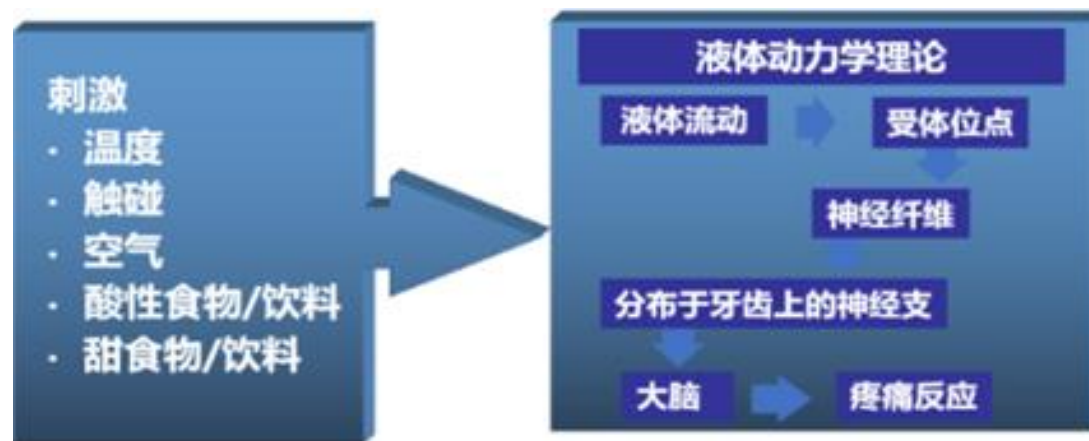 刺激
· 温度
· 触碰
· 空气
· 酸性食物/饮料
· 甜食物/饮料
液体动力学理论
液体流动
受体位点
神经纤维
分布于牙齿上的神经支
大脑
疼痛反应